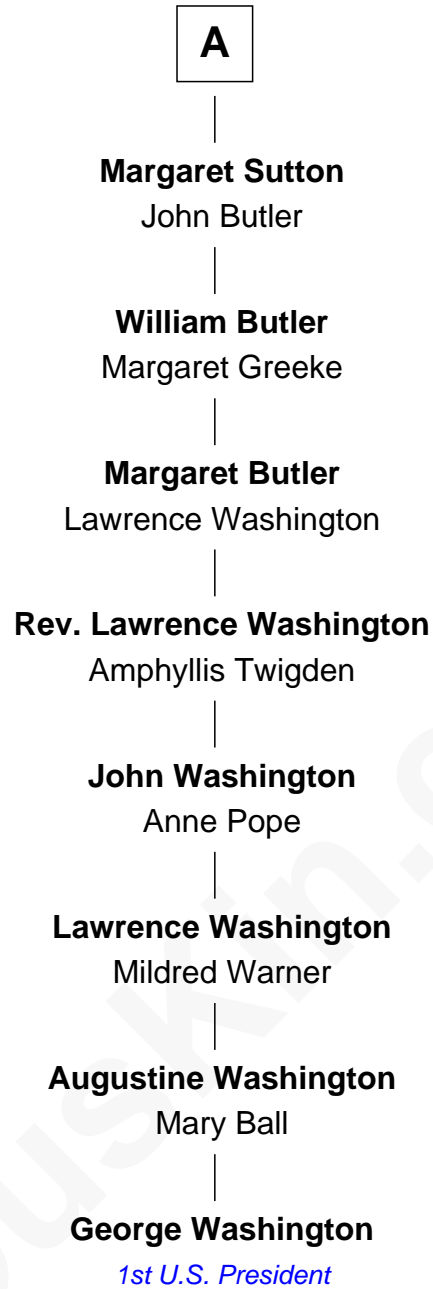 A
Margaret Sutton
John Butler
William Butler
Margaret Greeke
Margaret Butler
Lawrence Washington
Rev. Lawrence Washington
Amphyllis Twigden
John Washington
Anne Pope
Lawrence Washington
Mildred Warner
Augustine Washington
Mary Ball
George Washington
1st U.S. President